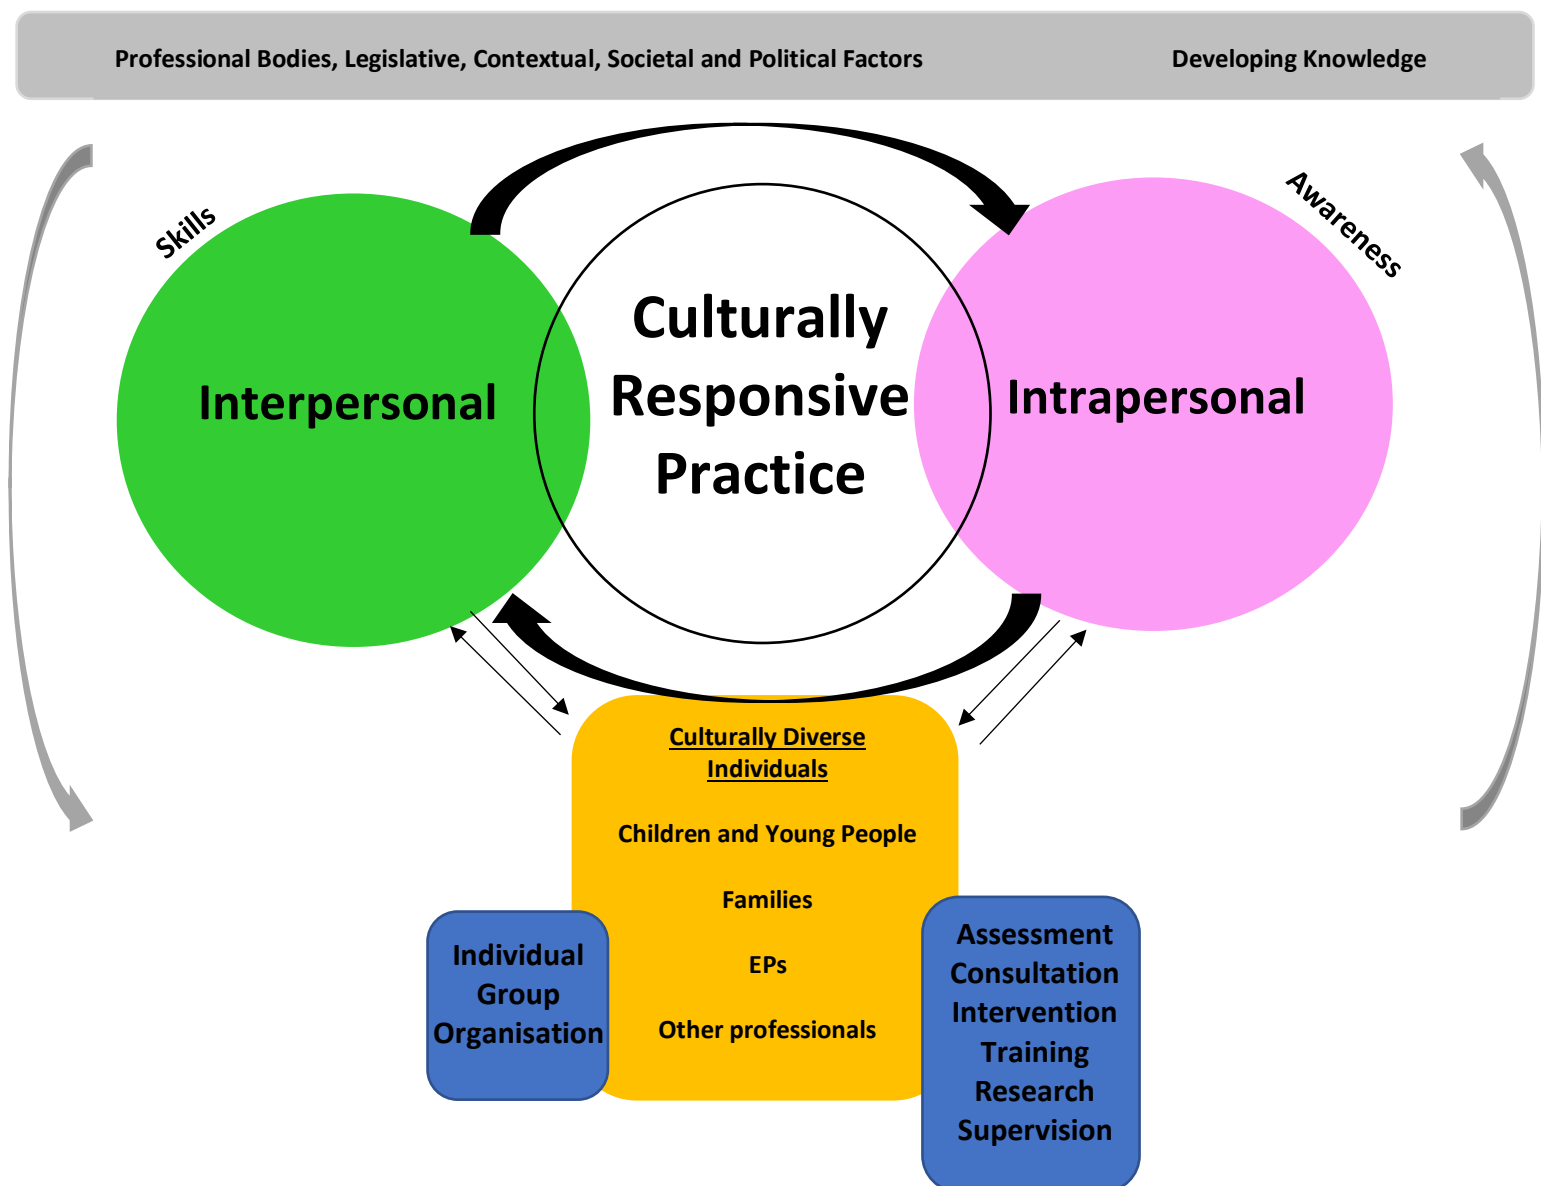 Professional Bodies, Legislative, Contextual, Societal and Political Factors
Developing Knowledge
Skills
Awareness
Interpersonal
Culturally
Responsive
Practice
Intrapersonal
Culturally Diverse
Individuals
Children and Young People
Families
EPs
Other professionals
Individual
Group
Organisation
Assessment
Consultation
Intervention
Training
Research
Supervision